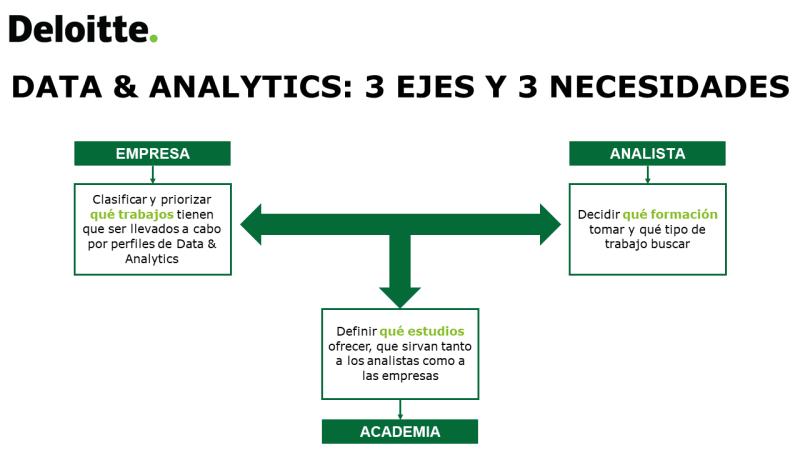 Deloitte.
DATA & ANALYTICS: 3 EJES Y 3 NECESIDADES
EMPRESA
Clasificar y priorizar
qué trabajos tienen
que ser llevados a cabo
por perfiles de Data &
Analytics
ANALISTA
Decidir qué formación
tomar y qué tipo de
trabajo buscar
Definir qué estudios
ofrecer, que sirvan tanto
a los analistas como a
las empresas
ACADEMIA